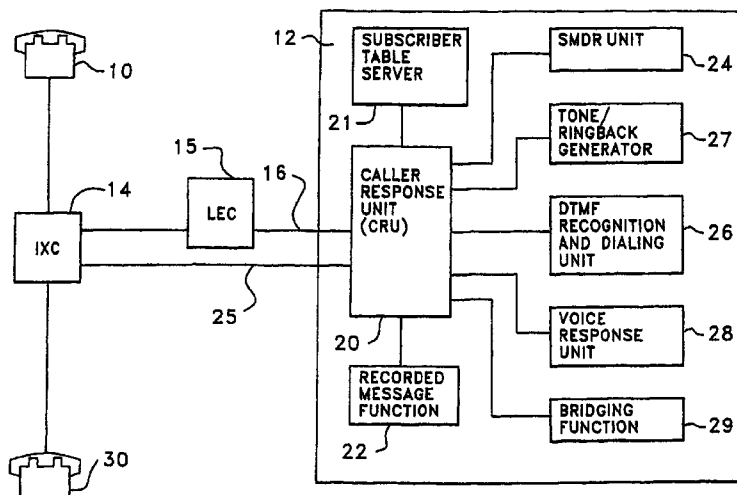 10
14
IXC
15
LEC
16
25
30
12
SUBSCRIBER
TABLE
SERVER
21
CALLER
RESPONSE
UNIT
(CRU)
20
RECORDED
MESSAGE
FUNCTION
22
SMDR UNIT
24
TONE/
RINGBACK
GENERATOR
27
DTMF
RECOGNITION
AND DIALING
UNIT
26
VOICE
RESPONSE
UNIT
28
BRIDGING
FUNCTION
29